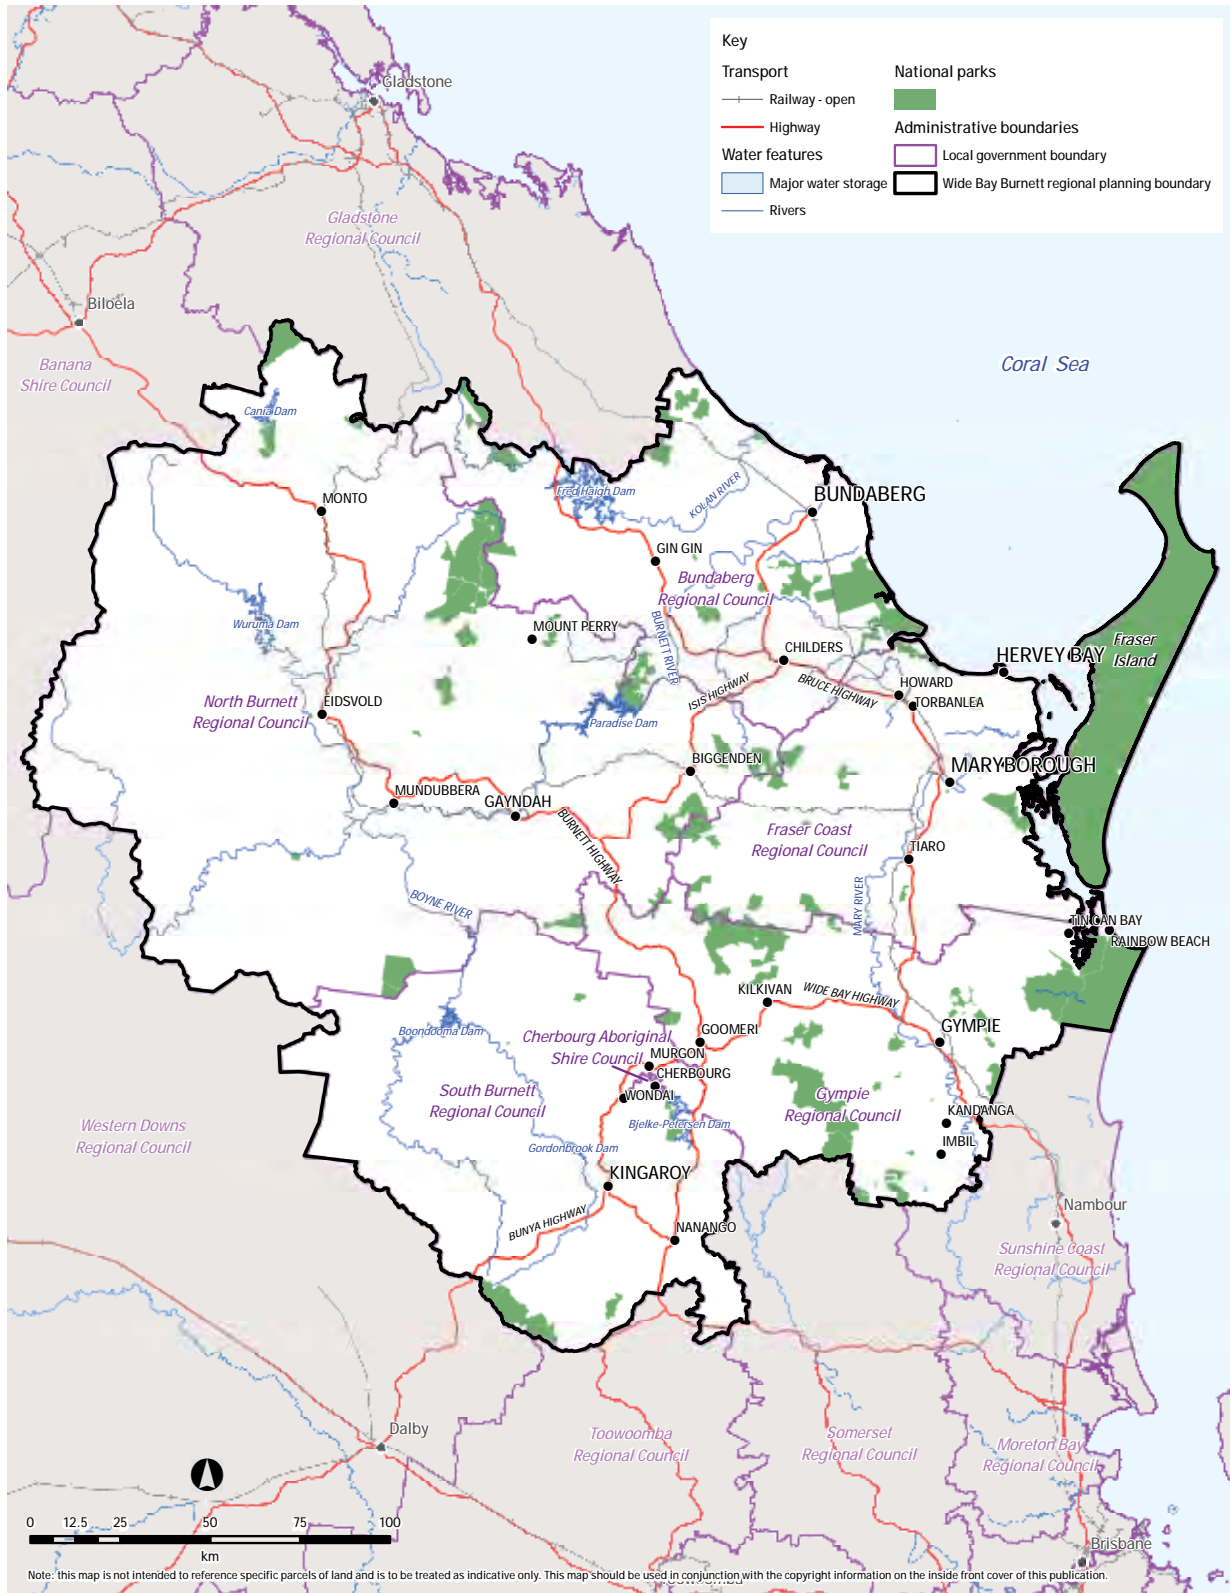 Key
Transport
Railway - open
Highway
Water features
Major water storage
Rivers
National parks
Administrative boundaries
Local government boundary
Wide Bay Burnett regional planning boundary
Gladstone
Gladstone
Regional Council
Biloela
Banana
Shire Council
Coral Sea
Cania Dam
MONTO
Fred Haigh Dam
KOLAN RIVER
BUNDABERG
GIN GIN
Bundaberg
Regional Council
Wuruma Dam
MOUNT PERRY
BURNETT RIVER
CHILDERS
HERVEY BAY
Fraser
Island
North Burnett
Regional Council
EIDSVOLD
ISIS HIGHWAY
BRUCE HIGHWAY
HOWARD
TORBANLEA
Paradise Dam
BIGGENDEN
MARYBOROUGH
MUNDUBBERA
GAYNDAH
BURNETT HIGHWAY
Fraser Coast
Regional Council
TIARO
BOYNE RIVER
MARY RIVER
TIN CAN BAY
RAINBOW BEACH
KILKIVAN
WIDE BAY HIGHWAY
Boondooma Dam
Cherbourg Aboriginal
Shire Council
GOOMERI
GYMPIE
MURGON
CHERBOURG
WONDAI
South Burnett
Regional Council
Gympie
Regional Council
Bjelke-Petersen Dam
KANDANGA
IMBIL
Western Downs
Regional Council
Gordonbrook Dam
KINGAROY
BUNYA HIGHWAY
NANANGO
Nambour
Sunshine Coast
Regional Council
Dalby
Toowoomba
Regional Council
Somerset
Regional Council
Moreton Bay
Regional Council
Brisbane
0 12.5 25 50 75 100
km
Note: this map is not intended to reference specific parcels of land and is to be treated as indicative only. This map should be used in conjunction with the copyright information on the inside front cover of this publication.